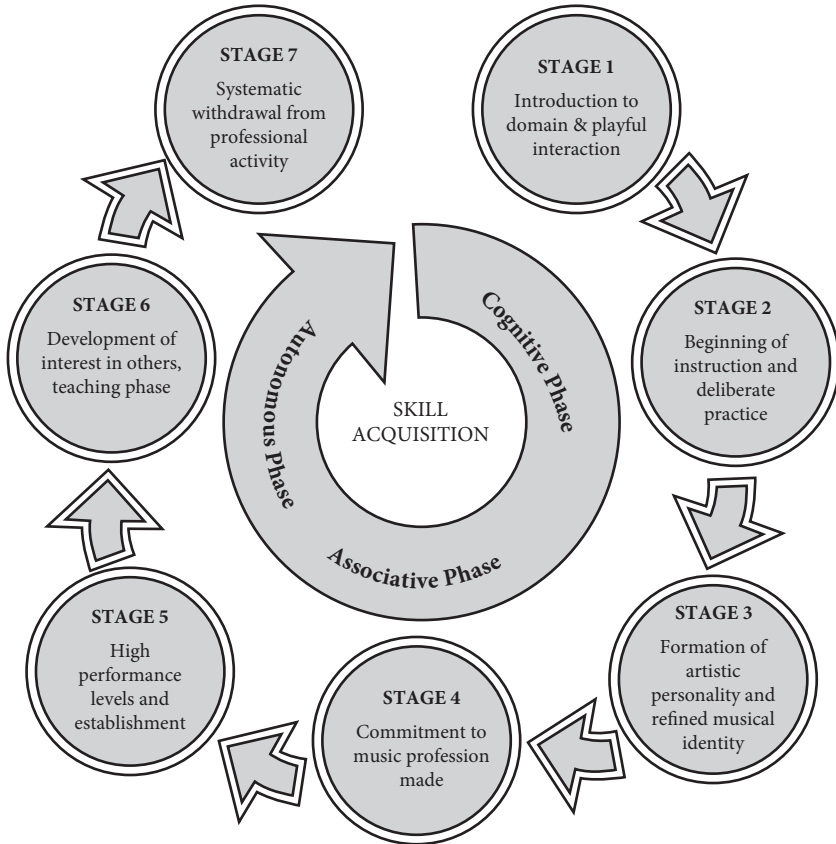 STAGE 1
Introduction to
domain & playful
interaction
STAGE 2
Beginning of
instruction and
deliberate
practice
STAGE 3
Formation of
artistic
personality and
refined musical
identity
STAGE 4
Commitment to
music profession
made
STAGE 5
High
performance
levels and
establishment
STAGE 6
Development of
interest in others,
teaching phase
STAGE 7
Systematic
withdrawal from
professional
activity
Cognitive Phase
Associative Phase
Autonomous Phase
SKILL
ACQUISITION